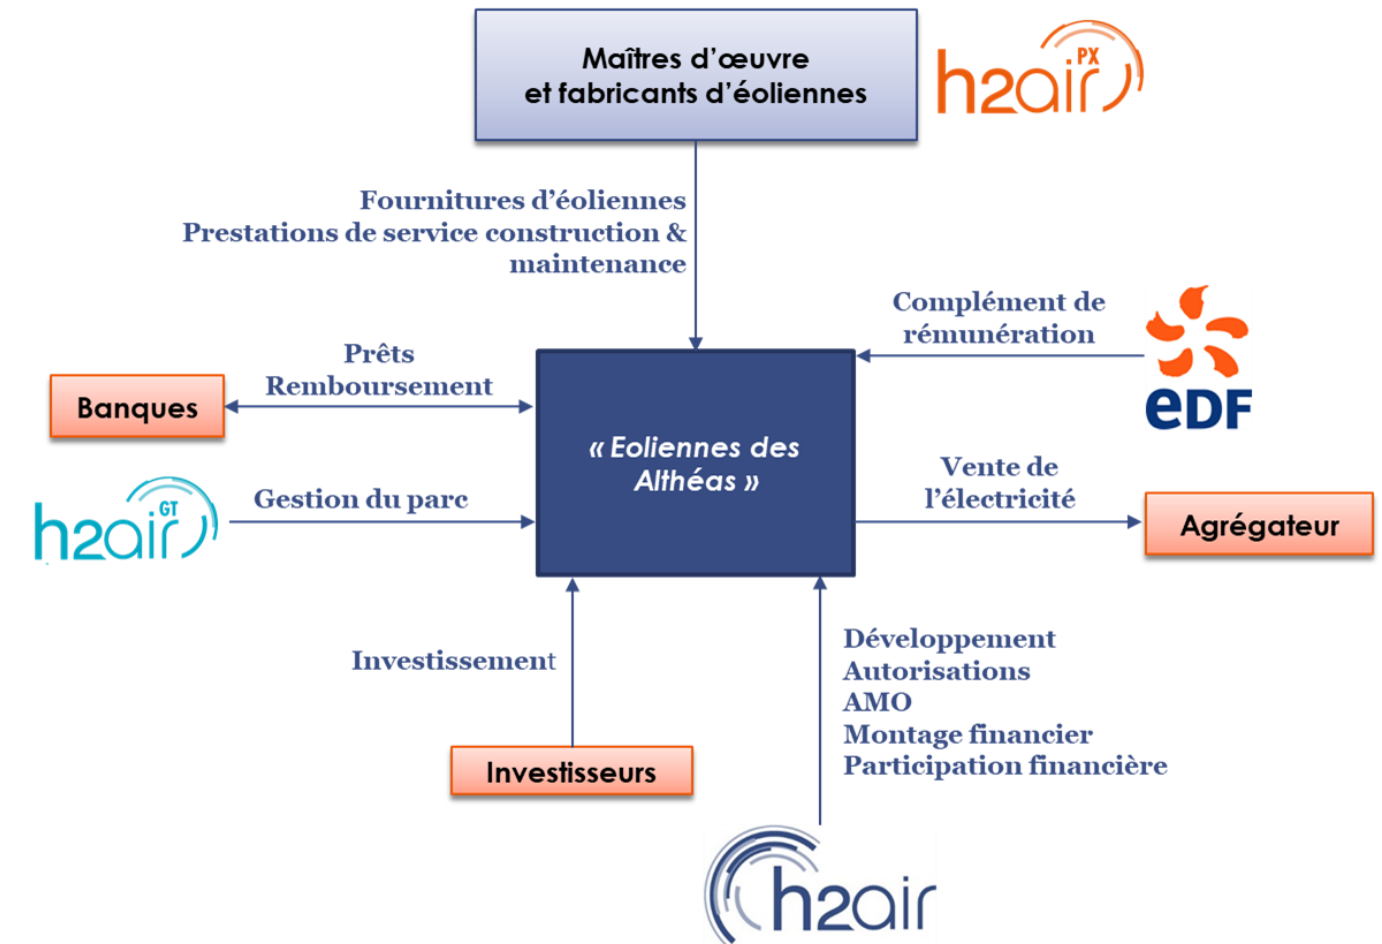 Maîtres d’œuvre
et fabricants d’éoliennes
h2air PX
Fournitures d’éoliennes
Prestations de service construction &
maintenance
Complément de
rémunération
eDF
Prêts
Remboursement
Banques
« Eoliennes des
Althéas »
h2air GT
Gestion du parc
Vente de
l’électricité
Agrégateur
Investissement
Investisseurs
Développement
Autorisations
AMO
Montage financier
Participation financière
h2air